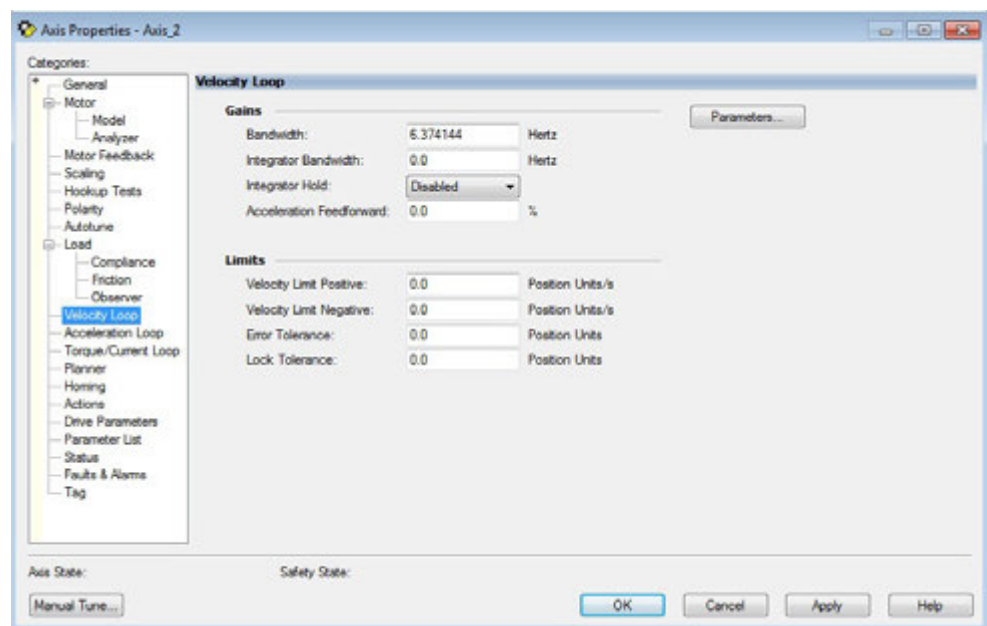 Axis Properties - Axis_2
Categories:
* General
Motor
Model
Analyzer
Motor Feedback
Scaling
Hookup Tests
Polarity
Autotune
Load
Compliance
Friction
Observer
Velocity Loop
Acceleration Loop
Torque/Current Loop
Planner
Homing
Actions
Drive Parameters
Parameter List
Status
Faults & Alarms
Tag
Velocity Loop
Gains
Parameters...
Bandwidth: 6.374144 Hertz
Integrator Bandwidth: 0.0 Hertz
Integrator Hold: Disabled
Acceleration Feedforward: 0.0 %
Limits
Velocity Limit Positive: 0.0 Position Units/s
Velocity Limit Negative: 0.0 Position Units/s
Error Tolerance: 0.0 Position Units
Lock Tolerance: 0.0 Position Units
Axis State: Safety State:
Manual Tune... OK Cancel Apply Help